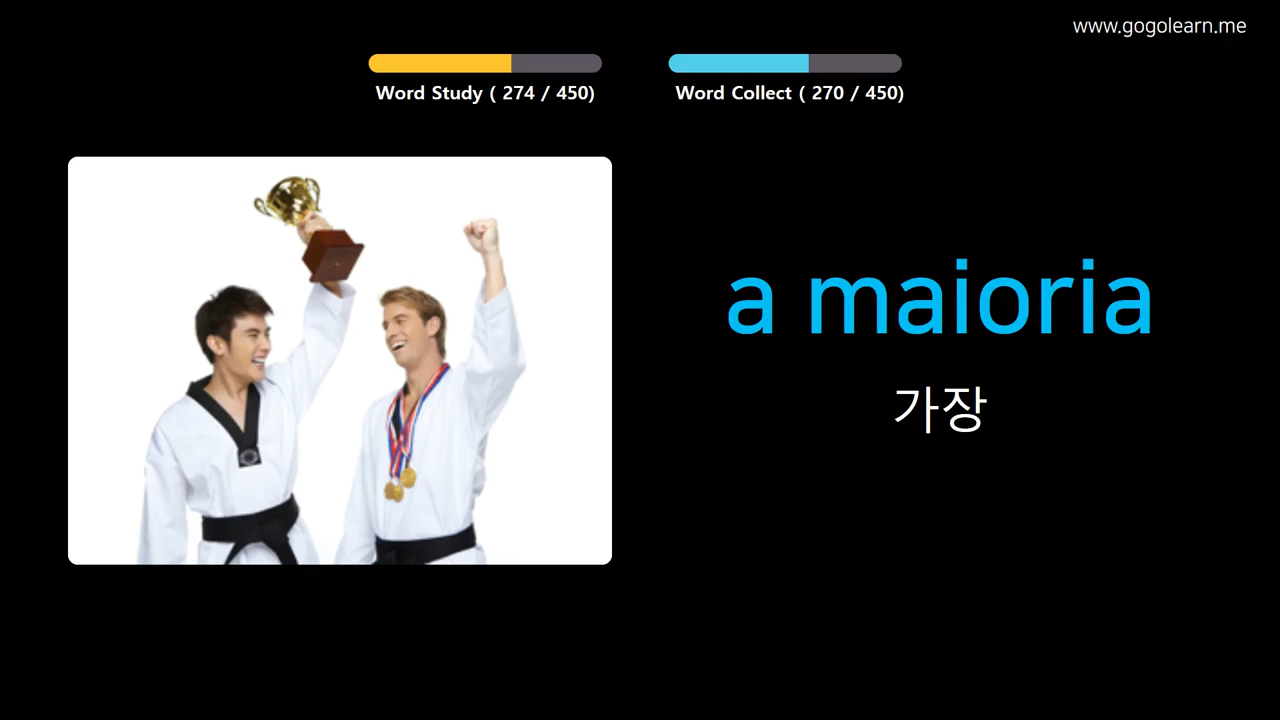 www.gogolearn.me
Word Study ( 274 / 450)
Word Collect ( 270 / 450)
a maioria
가장